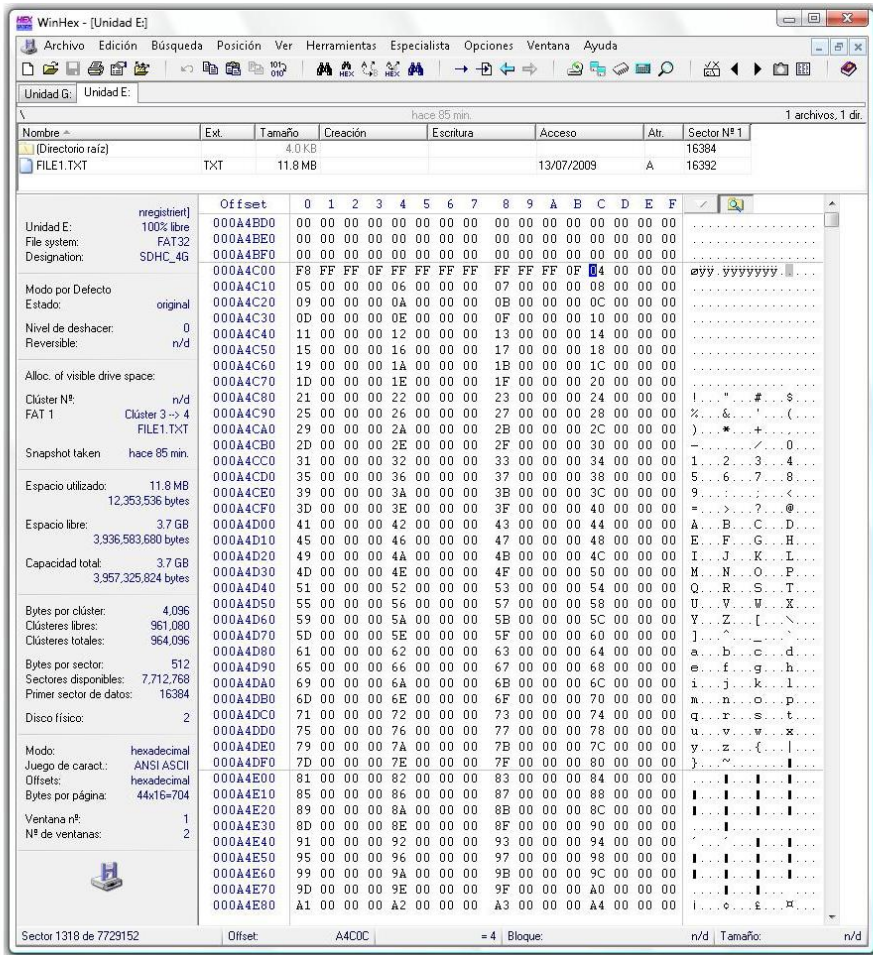 WinHex - [Unidad E:]
Archivo Edición Búsqueda Posición Ver Herramientas Especialista Opciones Ventana Ayuda
Unidad G: Unidad E:
\ hace 85 min. 1 archivos, 1 dir.
Nombre Ext. Tamaño Creación Escritura Acceso Atr. Sector Nº 1
(Directorio raíz) 4.0 KB 16384
FILE1.TXT TXT 11.8 MB 13/07/2009 A 16392
nregistriert]
Unidad E: 100% libre
File system: FAT32
Designation: SDHC_4G
Modo por Defecto
Estado: original
Nivel de deshacer: 0
Reversible: n/d
Alloc. of visible drive space:
Clúster Nº: n/d
FAT 1 Clúster 3 --> 4
FILE1.TXT
Snapshot taken hace 85 min.
Espacio utilizado: 11.8 MB
12,353,536 bytes
Espacio libre: 3.7 GB
3,936,583,680 bytes
Capacidad total: 3.7 GB
3,957,325,824 bytes
Bytes por clúster: 4,096
Clústeres libres: 961,080
Clústeres totales: 964,096
Bytes por sector: 512
Sectores disponibles: 7,712,768
Primer sector de datos: 16384
Disco físico: 2
Modo: hexadecimal
Juego de caract.: ANSI ASCII
Offsets: hexadecimal
Bytes por página: 44x16=704
Ventana nº: 1
Nº de ventanas: 2
Offset 0 1 2 3 4 5 6 7 8 9 A B C D E F
000A4BD0 00 00 00 00 00 00 00 00 00 00 00 00 00 00 00 00 ................
000A4BE0 00 00 00 00 00 00 00 00 00 00 00 00 00 00 00 00 ................
000A4BF0 00 00 00 00 00 00 00 00 00 00 00 00 00 00 00 00 ................
000A4C00 F8 FF FF 0F FF FF FF FF FF FF FF 0F 04 00 00 00 øÿÿ.ÿÿÿÿÿÿÿ.....
000A4C10 05 00 00 00 06 00 00 00 07 00 00 00 08 00 00 00 ................
000A4C20 09 00 00 00 0A 00 00 00 0B 00 00 00 0C 00 00 00 ................
000A4C30 0D 00 00 00 0E 00 00 00 0F 00 00 00 10 00 00 00 ................
000A4C40 11 00 00 00 12 00 00 00 13 00 00 00 14 00 00 00 ................
000A4C50 15 00 00 00 16 00 00 00 17 00 00 00 18 00 00 00 ................
000A4C60 19 00 00 00 1A 00 00 00 1B 00 00 00 1C 00 00 00 ................
000A4C70 1D 00 00 00 1E 00 00 00 1F 00 00 00 20 00 00 00 ................
000A4C80 21 00 00 00 22 00 00 00 23 00 00 00 24 00 00 00 !..."...#...$...
000A4C90 25 00 00 00 26 00 00 00 27 00 00 00 28 00 00 00 %...&...'...(...
000A4CA0 29 00 00 00 2A 00 00 00 2B 00 00 00 2C 00 00 00 )...*...+...,...
000A4CB0 2D 00 00 00 2E 00 00 00 2F 00 00 00 30 00 00 00 -......./...0...
000A4CC0 31 00 00 00 32 00 00 00 33 00 00 00 34 00 00 00 1...2...3...4...
000A4CD0 35 00 00 00 36 00 00 00 37 00 00 00 38 00 00 00 5...6...7...8...
000A4CE0 39 00 00 00 3A 00 00 00 3B 00 00 00 3C 00 00 00 9...:...;...<...
000A4CF0 3D 00 00 00 3E 00 00 00 3F 00 00 00 40 00 00 00 =...>...?...@...
000A4D00 41 00 00 00 42 00 00 00 43 00 00 00 44 00 00 00 A...B...C...D...
000A4D10 45 00 00 00 46 00 00 00 47 00 00 00 48 00 00 00 E...F...G...H...
000A4D20 49 00 00 00 4A 00 00 00 4B 00 00 00 4C 00 00 00 I...J...K...L...
000A4D30 4D 00 00 00 4E 00 00 00 4F 00 00 00 50 00 00 00 M...N...O...P...
000A4D40 51 00 00 00 52 00 00 00 53 00 00 00 54 00 00 00 Q...R...S...T...
000A4D50 55 00 00 00 56 00 00 00 57 00 00 00 58 00 00 00 U...V...W...X...
000A4D60 59 00 00 00 5A 00 00 00 5B 00 00 00 5C 00 00 00 Y...Z...[...\...
000A4D70 5D 00 00 00 5E 00 00 00 5F 00 00 00 60 00 00 00 ]...^..._...`...
000A4D80 61 00 00 00 62 00 00 00 63 00 00 00 64 00 00 00 a...b...c...d...
000A4D90 65 00 00 00 66 00 00 00 67 00 00 00 68 00 00 00 e...f...g...h...
000A4DA0 69 00 00 00 6A 00 00 00 6B 00 00 00 6C 00 00 00 i...j...k...l...
000A4DB0 6D 00 00 00 6E 00 00 00 6F 00 00 00 70 00 00 00 m...n...o...p...
000A4DC0 71 00 00 00 72 00 00 00 73 00 00 00 74 00 00 00 q...r...s...t...
000A4DD0 75 00 00 00 76 00 00 00 77 00 00 00 78 00 00 00 u...v...w...x...
000A4DE0 79 00 00 00 7A 00 00 00 7B 00 00 00 7C 00 00 00 y...z...{...|...
000A4DF0 7D 00 00 00 7E 00 00 00 7F 00 00 00 80 00 00 00 }...~...
000A4E00 81 00 00 00 82 00 00 00 83 00 00 00 84 00 00 00
000A4E10 85 00 00 00 86 00 00 00 87 00 00 00 88 00 00 00
000A4E20 89 00 00 00 8A 00 00 00 8B 00 00 00 8C 00 00 00
000A4E30 8D 00 00 00 8E 00 00 00 8F 00 00 00 90 00 00 00
000A4E40 91 00 00 00 92 00 00 00 93 00 00 00 94 00 00 00
000A4E50 95 00 00 00 96 00 00 00 97 00 00 00 98 00 00 00
000A4E60 99 00 00 00 9A 00 00 00 9B 00 00 00 9C 00 00 00
000A4E70 9D 00 00 00 9E 00 00 00 9F 00 00 00 A0 00 00 00
000A4E80 A1 00 00 00 A2 00 00 00 A3 00 00 00 A4 00 00 00 ¡...¢...£...¤...
Sector 1318 de 7729152 Offset: A4C0C = 4 Bloque: n/d Tamaño: n/d